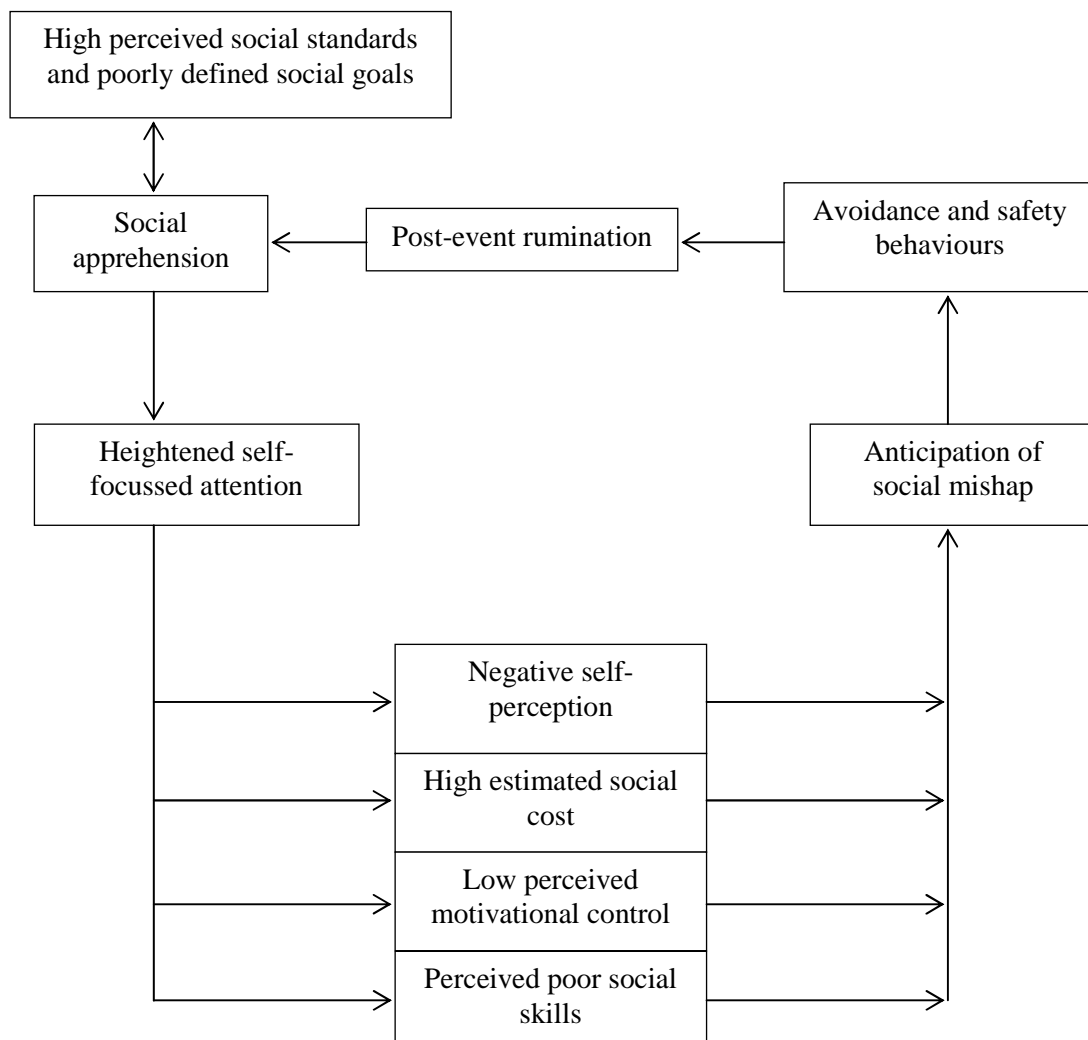 High perceived social standards
and poorly defined social goals
Social
apprehension
Post-event rumination
Avoidance and safety
behaviours
Heightened self-
focussed attention
Anticipation of
social mishap
Negative self-
perception
High estimated social
cost
Low perceived
motivational control
Perceived poor social
skills